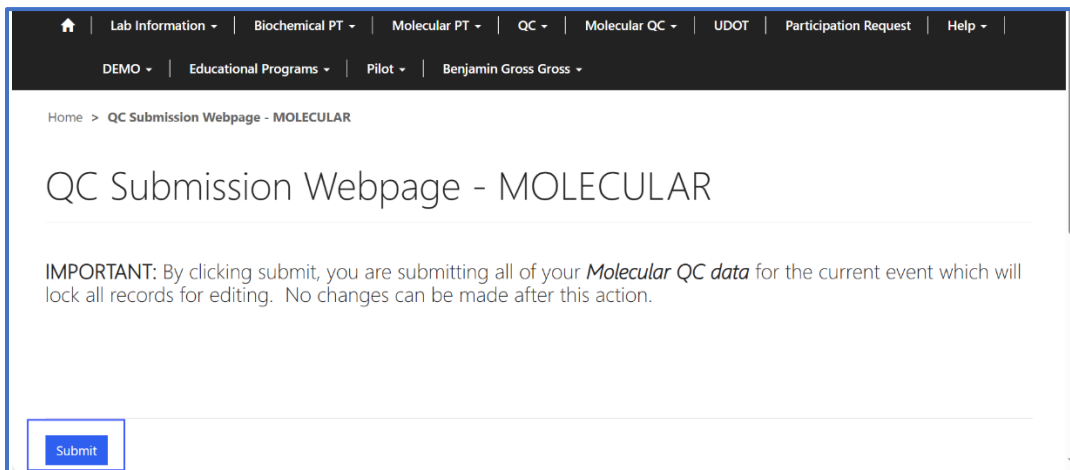 Lab Information Biochemical PT Molecular PT QC Molecular QC UDOT Participation Request Help
DEMO Educational Programs Pilot Benjamin Gross Gross
Home > QC Submission Webpage - MOLECULAR
QC Submission Webpage - MOLECULAR
IMPORTANT: By clicking submit, you are submitting all of your Molecular QC data for the current event which will
lock all records for editing. No changes can be made after this action.
Submit